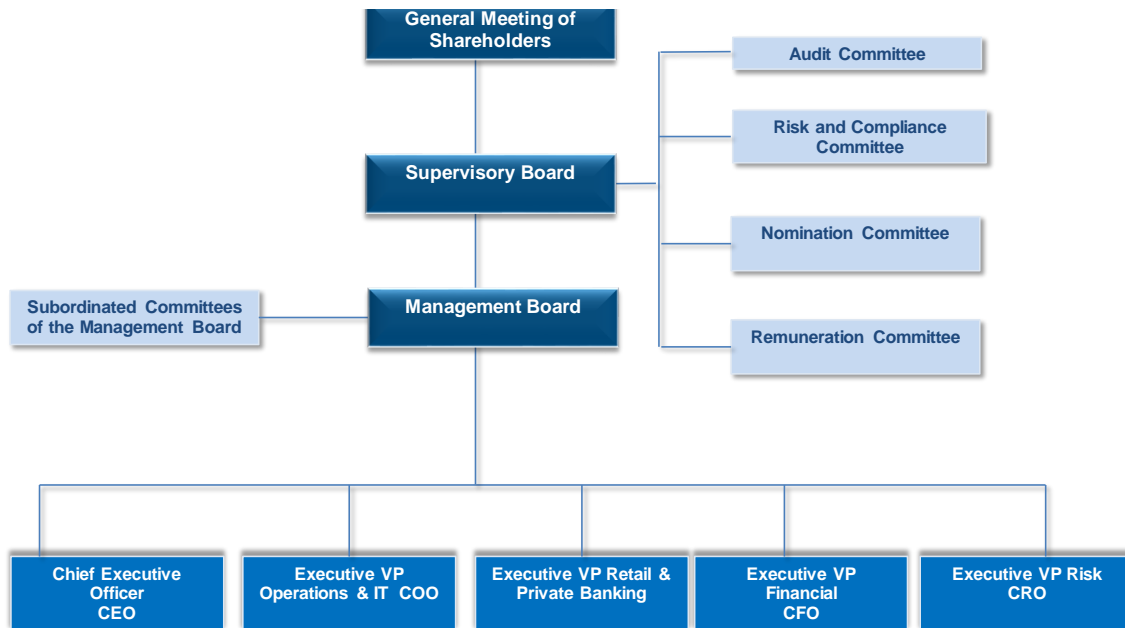 General Meeting of
Shareholders
Audit Committee
Risk and Compliance
Committee
Supervisory Board
Nomination Committee
Subordinated Committees
of the Management Board
Management Board
Remuneration Committee
Chief Executive
Officer
CEO
Executive VP
Operations & IT COO
Executive VP Retail &
Private Banking
Executive VP
Financial
CFO
Executive VP Risk
CRO